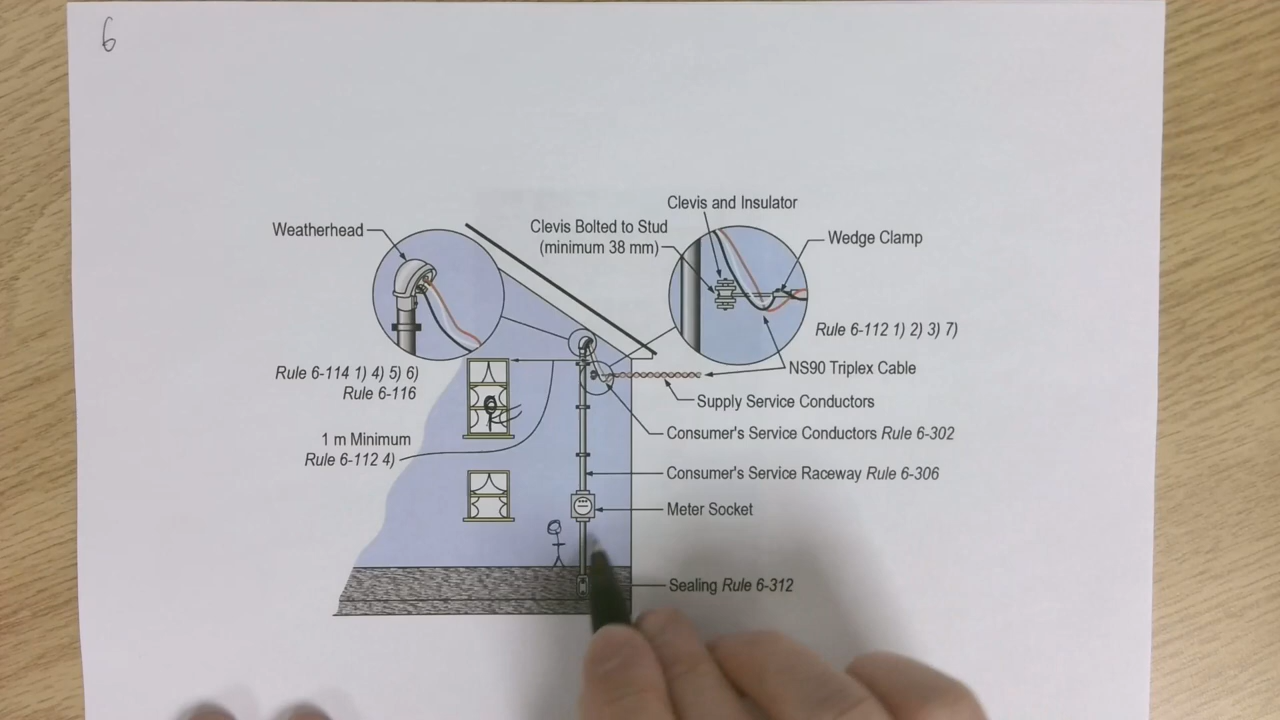 6
Clevis and Insulator
Weatherhead
Clevis Bolted to Stud
(minimum 38 mm)
Wedge Clamp
Rule 6-112 1) 2) 3) 7)
Rule 6-114 1) 4) 5) 6)
Rule 6-116
NS90 Triplex Cable
Supply Service Conductors
1 m Minimum
Rule 6-112 4)
Consumer's Service Conductors Rule 6-302
Consumer's Service Raceway Rule 6-306
Meter Socket
Sealing Rule 6-312